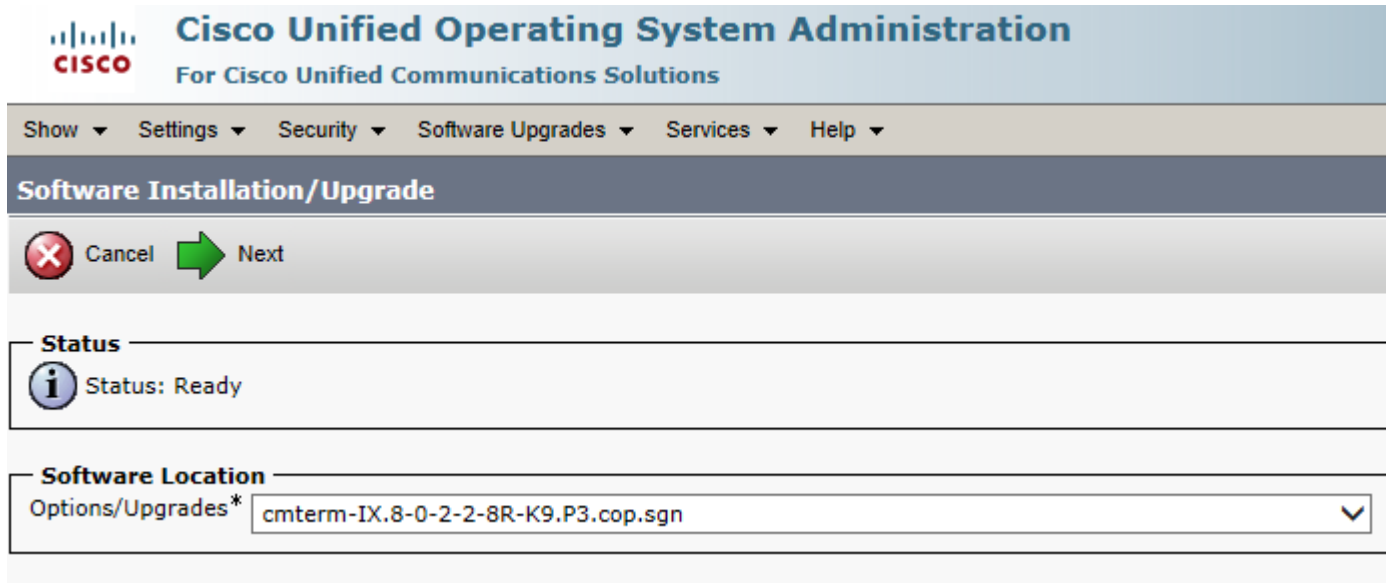 Cisco Unified Operating System Administration
CISCO
For Cisco Unified Communications Solutions
Show Settings Security Software Upgrades Services Help
Software Installation/Upgrade
Cancel Next
Status
i Status: Ready
Software Location
Options/Upgrades* cmterm-IX.8-0-2-2-8R-K9.P3.cop.sgn